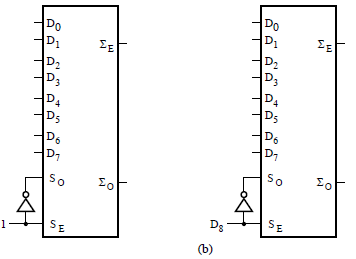 D0 D0
D1 ΣE D1 ΣE
D2 D2
D3 D3
D4 D4
D5 D5
D6 D6
D7 D7
SO ΣO SO ΣO
1 SE D8 SE
(b)